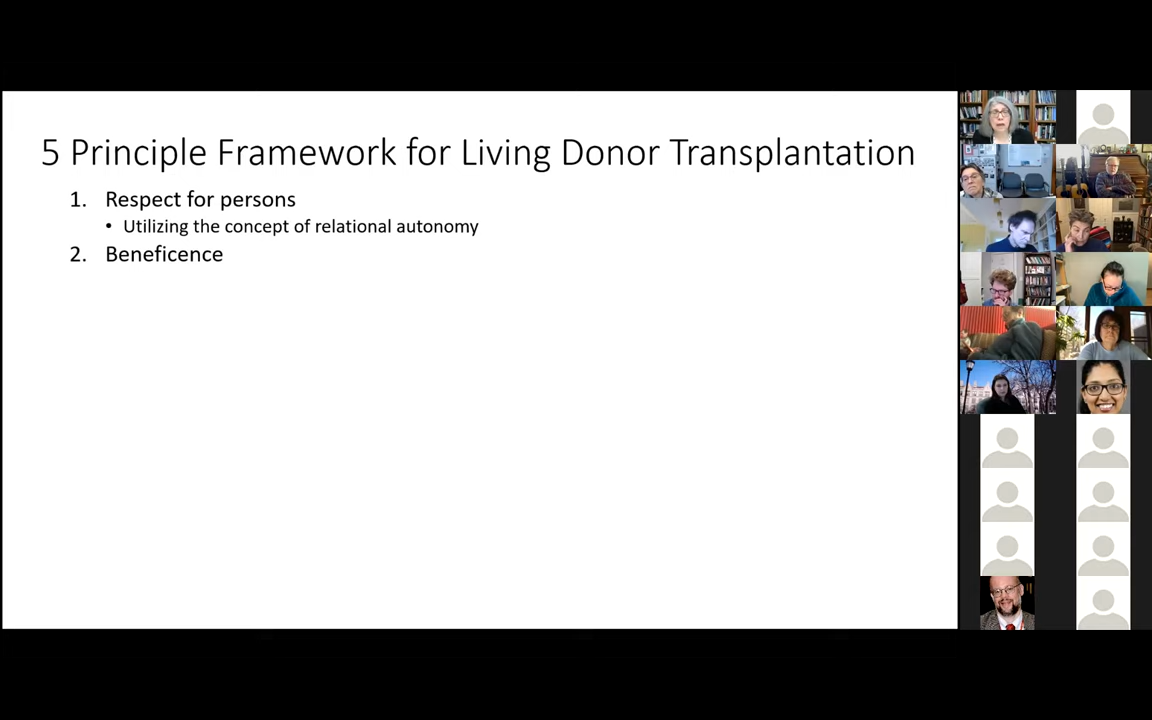 5 Principle Framework for Living Donor Transplantation
1. Respect for persons
• Utilizing the concept of relational autonomy
2. Beneficence